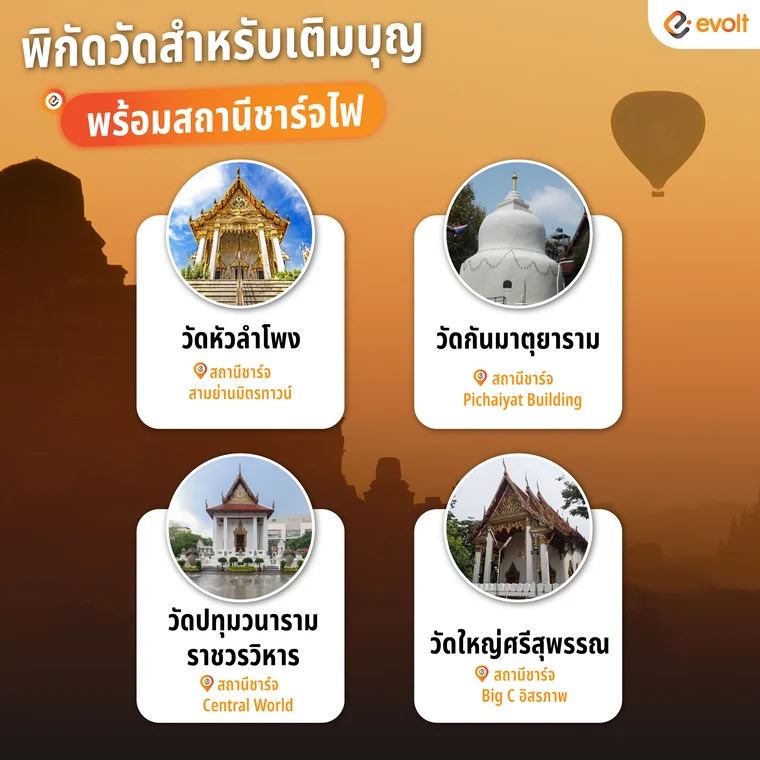 evolt
พิกัดวัดสำหรับเติมบุญ
พร้อมสถานีชาร์จไฟ
วัดหัวลำโพง
สถานีชาร์จ
สามย่านมิตรทาวน์
วัดกันมาตุยาราม
สถานีชาร์จ
Pichaiyat Building
วัดปทุมวนาราม
ราชวรวิหาร
สถานีชาร์จ
Central World
วัดใหญ่ศรีสุพรรณ
สถานีชาร์จ
Big C อิสรภาพ